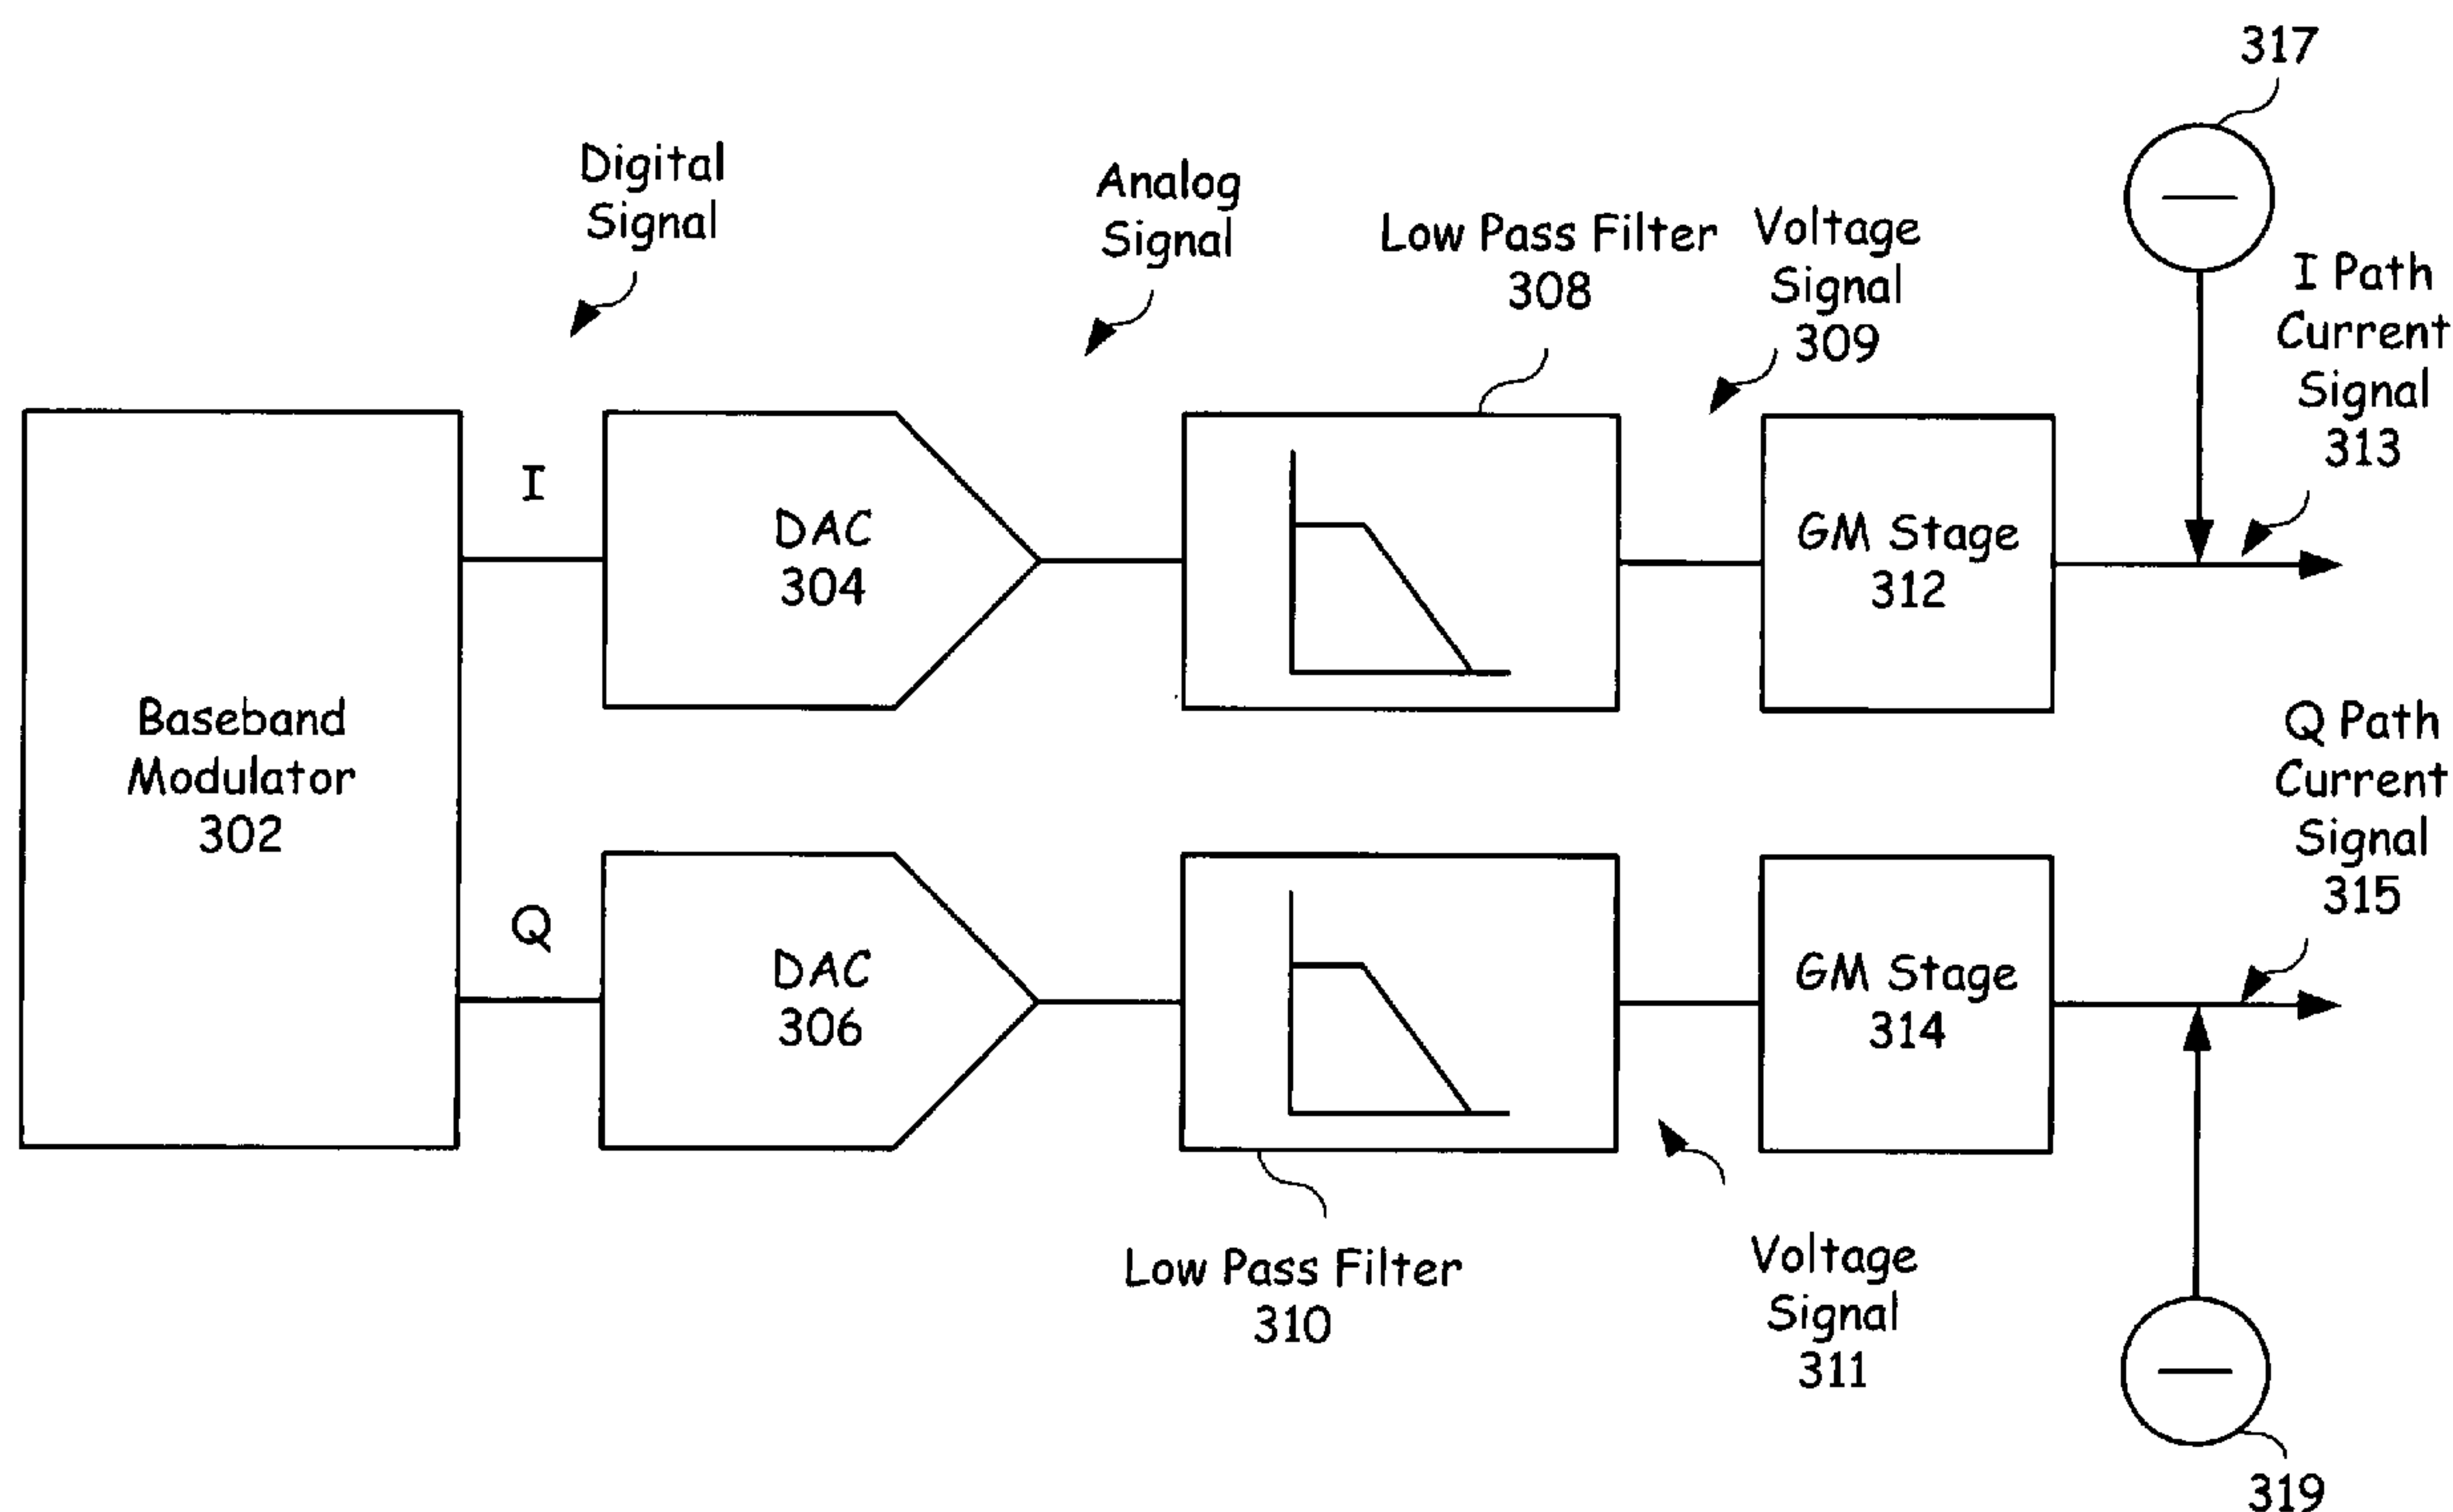 317
Digital
Signal
Analog
Signal
Low Pass Filter
308
Voltage
Signal
309
I Path
Current
Signal
313
I
DAC
304
GM Stage
312
Baseband
Modulator
302
Q Path
Current
Signal
315
Q
DAC
306
GM Stage
314
Low Pass Filter
310
Voltage
Signal
311
319